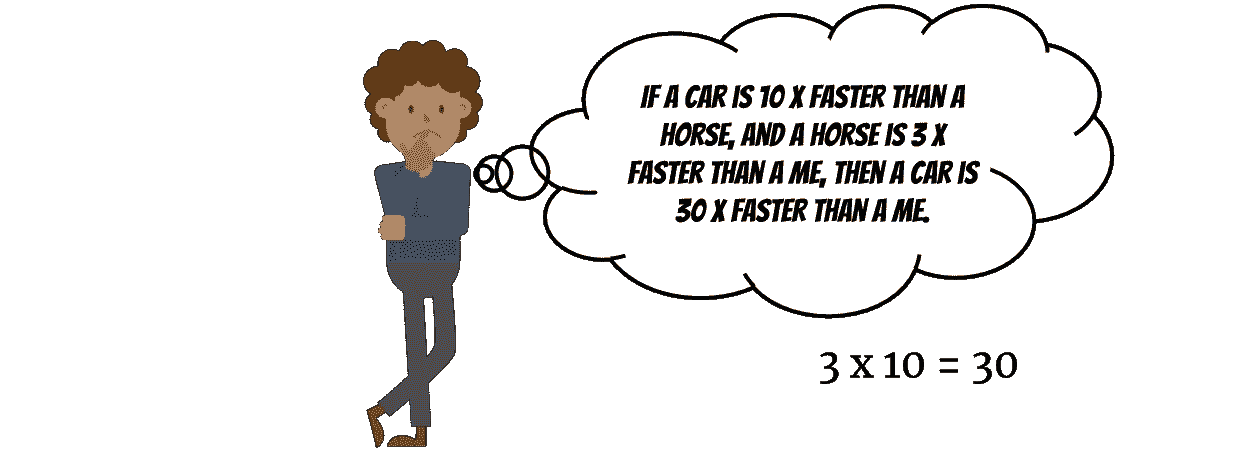 IF A CAR IS 10 X FASTER THAN A
HORSE, AND A HORSE IS 3 X
FASTER THAN A ME, THEN A CAR IS
30 X FASTER THAN A ME.
3 x 10 = 30